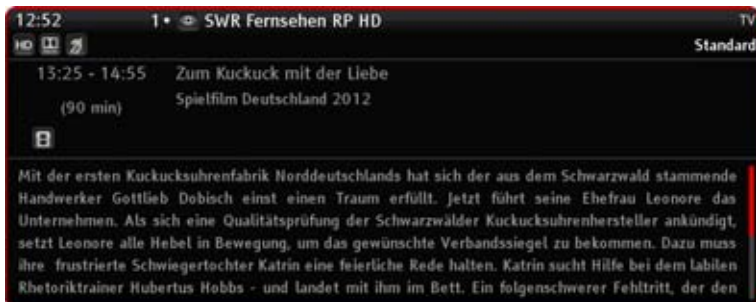 12:52 1• SWR Fernsehen RP HD TV
HD Standard
13:25 - 14:55 Zum Kuckuck mit der Liebe
(90 min) Spielfilm Deutschland 2012
Mit der ersten Kuckucksuhrenfabrik Norddeutschlands hat sich der aus dem Schwarzwald stammende
Handwerker Gottlieb Dobisch einst einen Traum erfüllt. Jetzt führt seine Ehefrau Leonore das
Unternehmen. Als sich eine Qualitätsprüfung der Schwarzwälder Kuckucksuhrenhersteller ankündigt,
setzt Leonore alle Hebel in Bewegung, um das gewünschte Verbandssiegel zu bekommen. Dazu muss
ihre frustrierte Schwiegertochter Katrin eine feierliche Rede halten. Katrin sucht Hilfe bei dem labilen
Rhetoriktrainer Hubertus Hobbs - und landet mit ihm im Bett. Ein folgenschwerer Fehltritt, der den